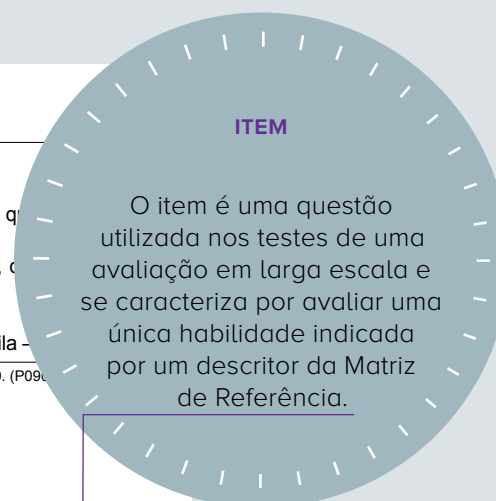 ITEM
O item é uma questão
utilizada nos testes de uma
avaliação em larga escala e
se caracteriza por avaliar uma
única habilidade indicada
por um descritor da Matriz
de Referência.